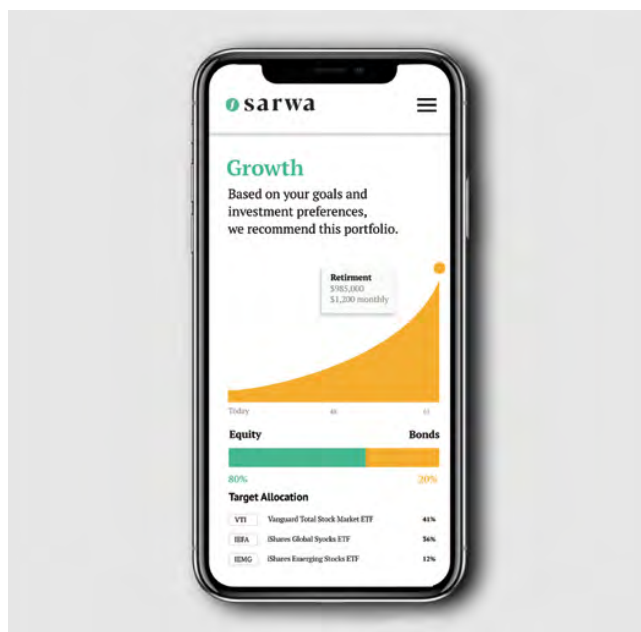 sarwa
Growth
Based on your goals and
investment preferences,
we recommend this portfolio.
Retirment
$985,000
$1,200 monthly
Today
Equity Bonds
80% 20%
Target Allocation
VTI Vanguard Total Stock Market ETF 41%
iShares Global Syocks ETF 36%
IEMG iShares Emerging Stocks ETF 12%